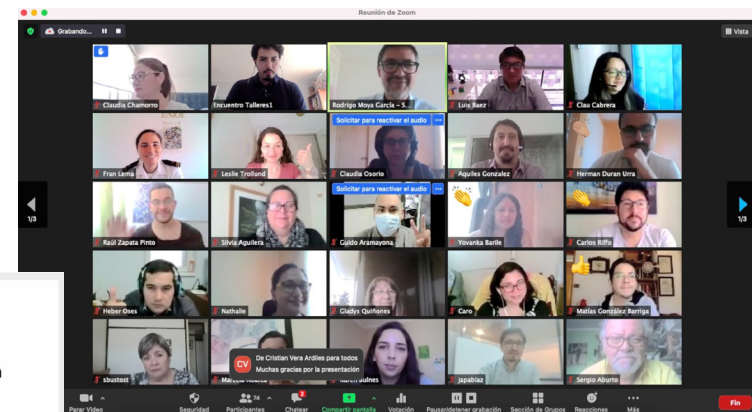 Reunión de Zoom
Grabando...
Vista
Claudia Chamorro
Encuentro Talleres1
Rodrigo Moya García – S...
Luis Baez
Clau Cabrera
Solicitar para reactivar el audio
Fran Lema
Leslie Trollund
Claudia Osorio
Aquiles Gonzalez
Herman Duran Urra
1/3
1/3
Solicitar para reactivar el audio
Raúl Zapata Pinto
Silvia Aguilera
Guido Aramayona
Yovanka Barile
Carlos Riffo
Heber Oses
Nathalie
Gladys Quiñones
Caro
Matías González Barriga
CV
De Cristian Vera Ardiles para todos
Muchas gracias por la presentación
sbustost
japabiaz
Sergio Aburto
74
2
Parar Vídeo
Seguridad
Participantes
Chatear
Compartir pantalla
Votación
Pausar/detener grabación
Sección de Grupos
Reacciones
Más
Fin